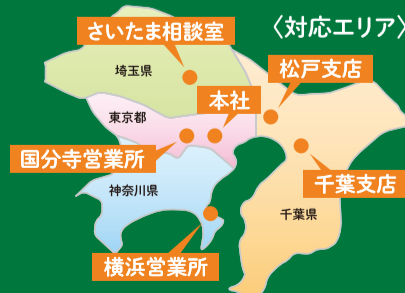 〈対応エリア〉
さいたま相談室
松戸支店
埼玉県
本社
東京都
国分寺営業所
千葉支店
神奈川県
千葉県
横浜営業所